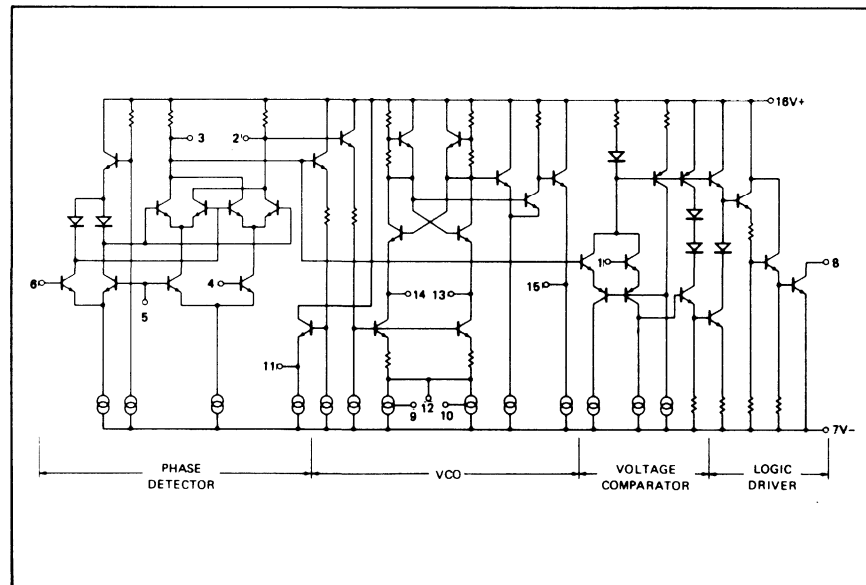 16V+
3
2
6
5
4
1
8
14
13
15
11
9
12
10
7V-
PHASE
DETECTOR
VCO
VOLTAGE
COMPARATOR
LOGIC
DRIVER